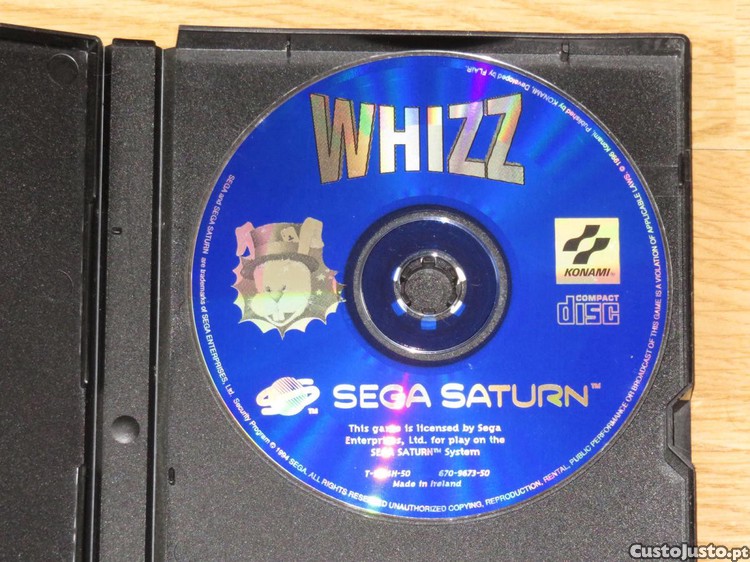 WHIZZ
KONAMI
COMPACT
disc
SEGA SATURN™
This game is licensed by Sega
Enterprises, Ltd. for play on the
SEGA SATURN™ System
670-9673-50
Made in Ireland
SEGA and SEGA SATURN are trademarks of SEGA ENTERPRISES, Ltd. Security Program © 1994 SEGA. ALL RIGHTS RESERVED UNAUTHORIZED COPYING, REPRODUCTION, RENTAL, PUBLIC PERFORMANCE OR BROADCAST OF THIS GAME IS A VIOLATION OF APPLICABLE LAWS.
Published by KONAMI, Developed by FLAIR.
CustoJusto.pt